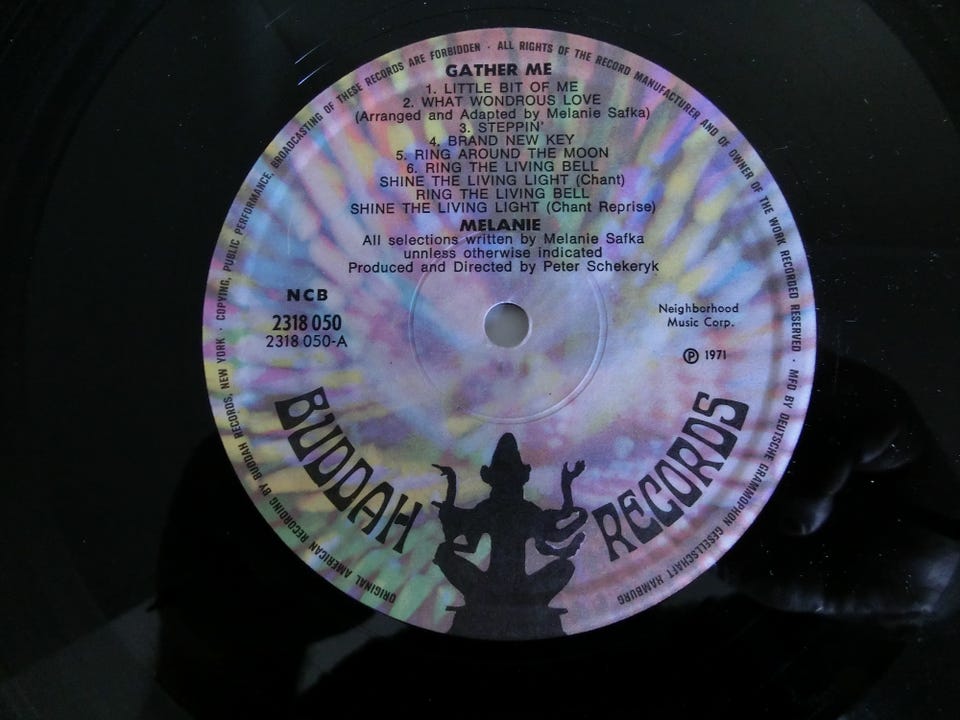 GATHER ME
1. LITTLE BIT OF ME
2. WHAT WONDROUS LOVE
(Arranged and Adapted by Melanie Safka)
3. STEPPIN'
4. BRAND NEW KEY
5. RING AROUND THE MOON
6. RING THE LIVING BELL
SHINE THE LIVING LIGHT (Chant)
RING THE LIVING BELL
SHINE THE LIVING LIGHT (Chant Reprise)
MELANIE
All selections written by Melanie Safka
unnless otherwise indicated
Produced and Directed by Peter Schekeryk
NCB
2318 050
2318 050-A
Neighborhood
Music Corp.
Ⓟ 1971
BUDDAH RECORDS
ORIGINAL AMERICAN RECORDING BY BUDDAH RECORDS, NEW YORK · COPYING, PUBLIC PERFORMANCE, BROADCASTING OF THESE RECORDS ARE FORBIDDEN · ALL RIGHTS OF THE RECORD MANUFACTURER AND OF OWNER OF THE WORK RECORDED RESERVED · MFD BY DEUTSCHE GRAMMOPHON GESELLSCHAFT HAMBURG